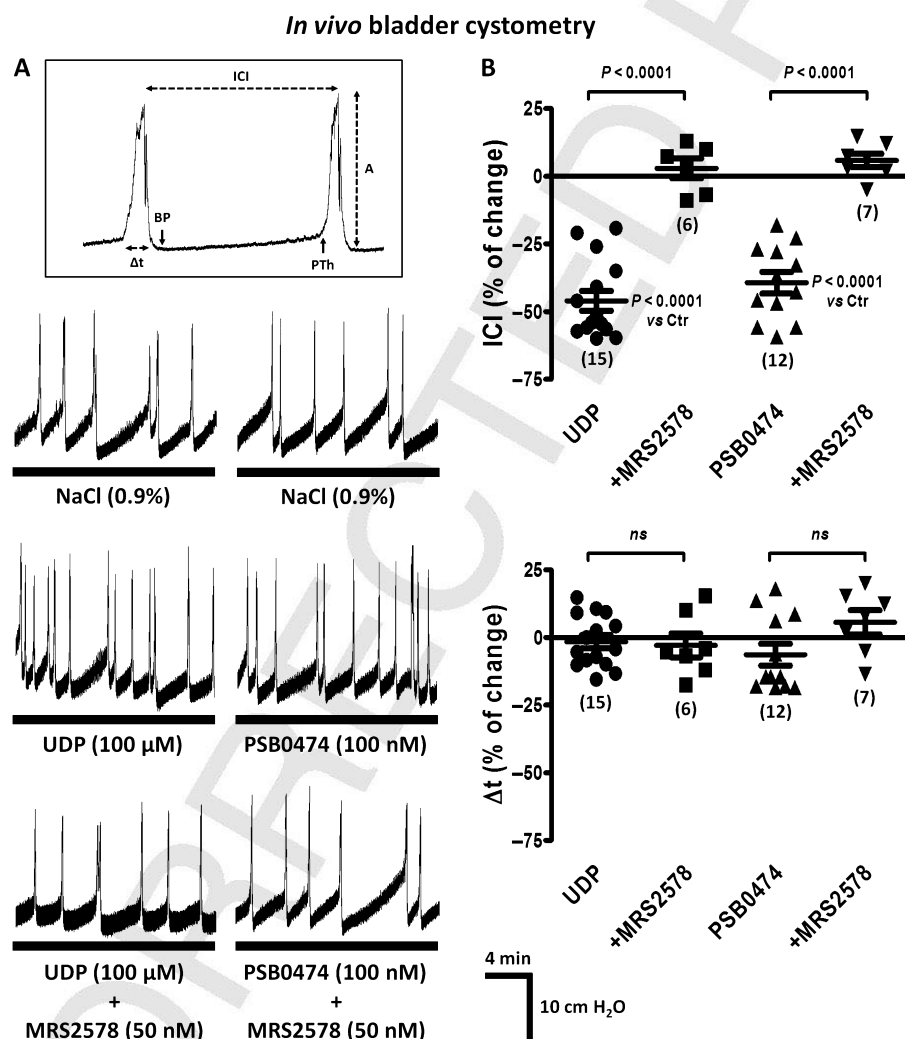 In vivo bladder cystometry
A
ICI
A
BP
Δt
PTh
NaCl (0.9%)
NaCl (0.9%)
UDP (100 µM)
PSB0474 (100 nM)
UDP (100 µM)
+
MRS2578 (50 nM)
PSB0474 (100 nM)
+
MRS2578 (50 nM)
B
P < 0.0001
P < 0.0001
ICI (% of change)
25
0
−25
−50
−75
(15)
(6)
(12)
(7)
P < 0.0001
vs Ctr
P < 0.0001
vs Ctr
UDP
+MRS2578
PSB0474
+MRS2578
ns
ns
Δt (% of change)
25
0
−25
−50
−75
(15)
(6)
(12)
(7)
UDP
+MRS2578
PSB0474
+MRS2578
4 min
10 cm H₂O